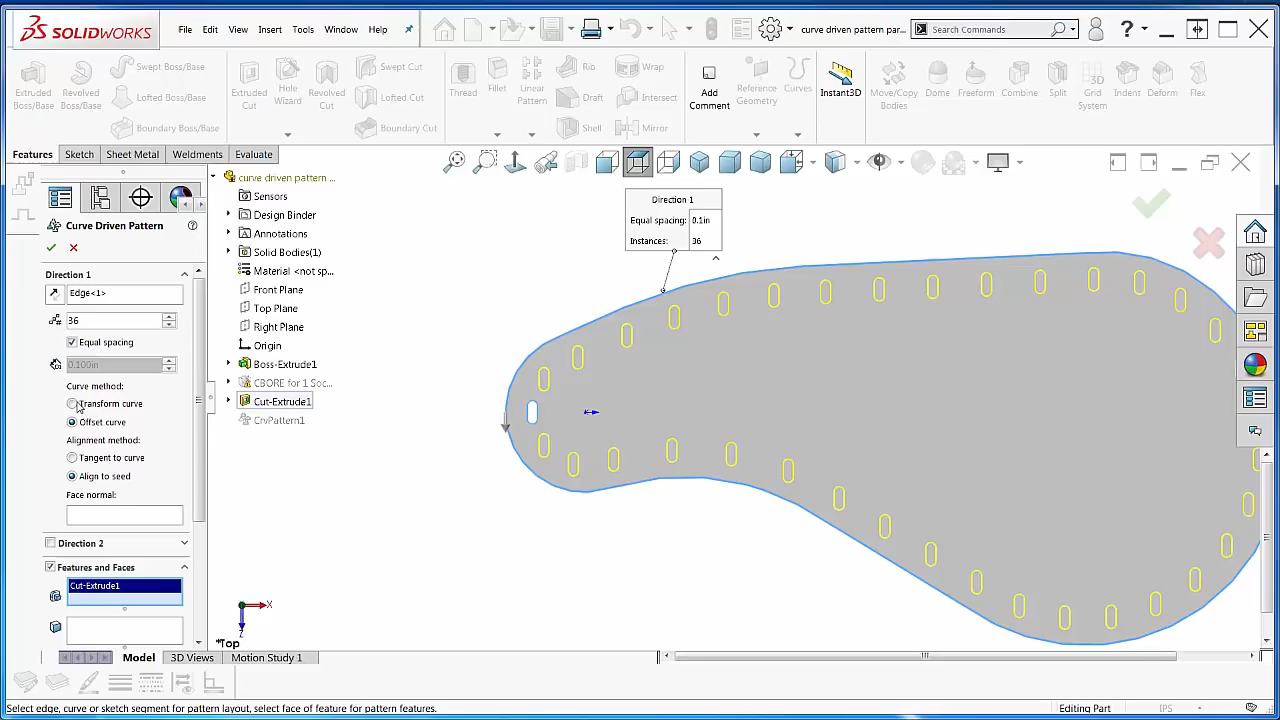 SOLIDWORKS
File Edit View Insert Tools Window Help
curve driven pattern par...
Search Commands
Extruded Boss/Base
Revolved Boss/Base
Swept Boss/Base
Lofted Boss/Base
Boundary Boss/Base
Extruded Cut
Hole Wizard
Revolved Cut
Swept Cut
Lofted Cut
Boundary Cut
Thread
Fillet
Linear Pattern
Rib
Draft
Shell
Wrap
Intersect
Mirror
Add Comment
Reference Geometry
Curves
Instant3D
Move/Copy Bodies
Dome
Freeform
Combine
Split
3D Grid System
Indent
Deform
Flex
Features Sketch Sheet Metal Weldments Evaluate
Curve Driven Pattern
Direction 1
Edge<1>
36
Equal spacing
0.100in
Curve method:
Transform curve
Offset curve
Alignment method:
Tangent to curve
Align to seed
Face normal:
Direction 2
Features and Faces
Cut-Extrude1
curve driven pattern ...
Sensors
Design Binder
Annotations
Solid Bodies(1)
Material <not sp...
Front Plane
Top Plane
Right Plane
Origin
Boss-Extrude1
CBORE for 1 Soc...
Cut-Extrude1
CrvPattern1
Direction 1
Equal spacing: 0.1in
Instances: 36
X
Z
*Top
Model 3D Views Motion Study 1
Select edge, curve or sketch segment for pattern layout, select face of feature for pattern features.
Editing Part
IPS